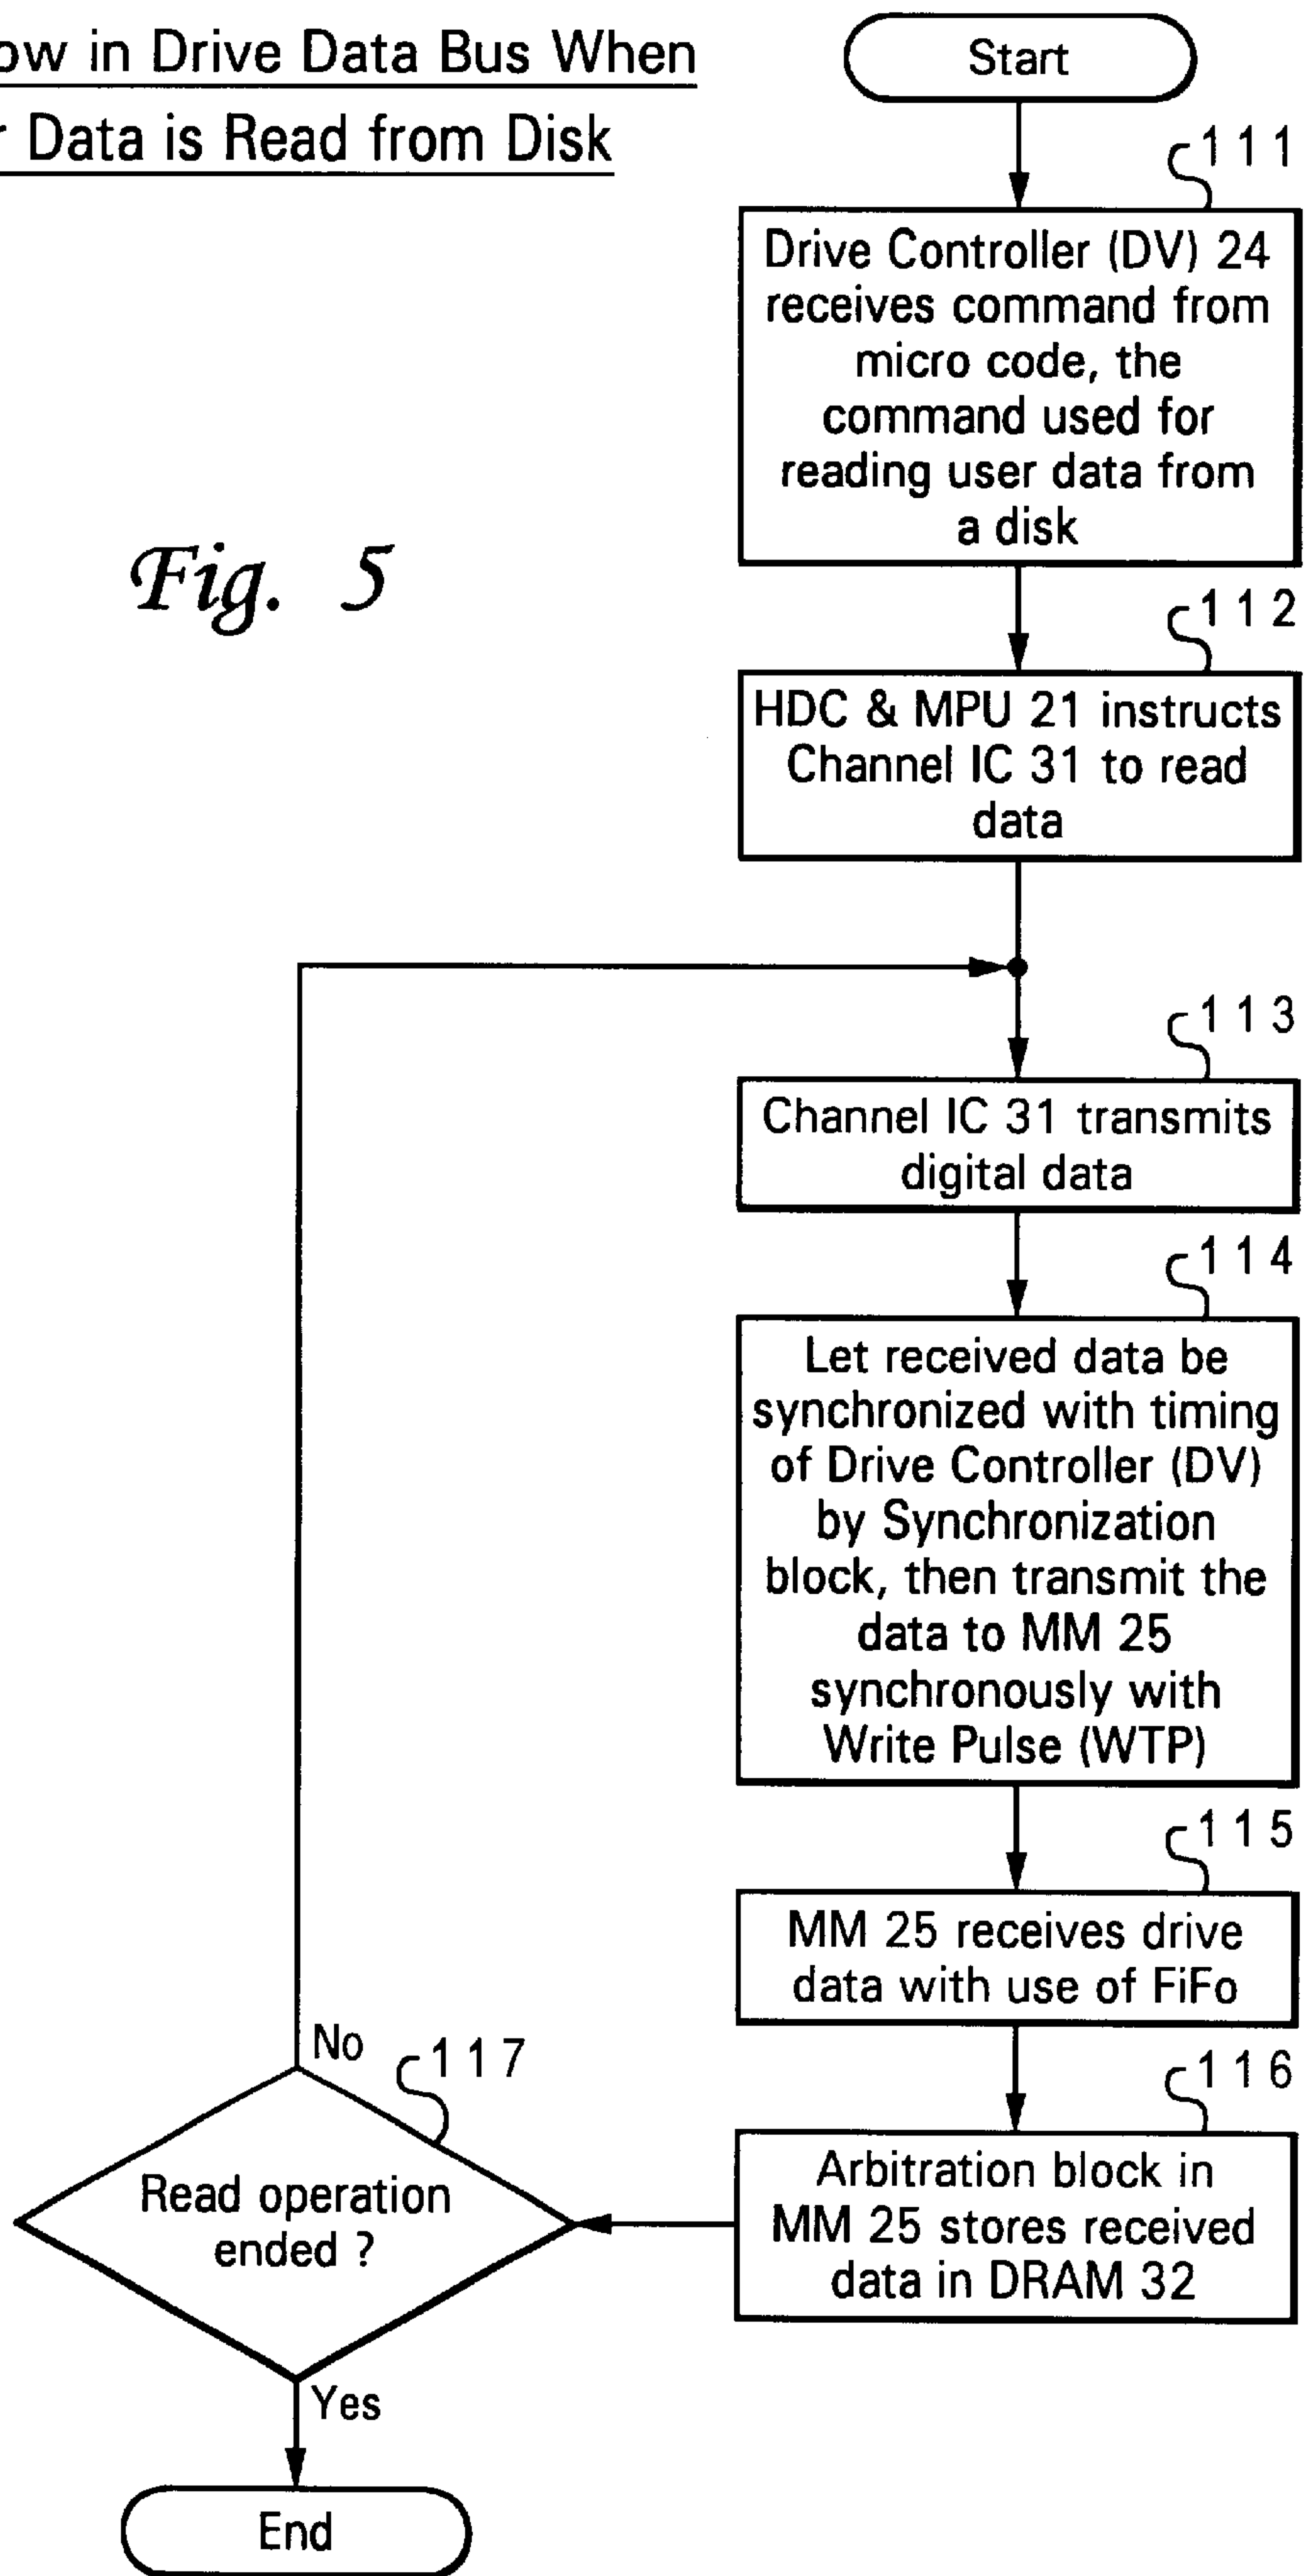 ow in Drive Data Bus When
r Data is Read from Disk
Fig. 5
Start
111
Drive Controller (DV) 24
receives command from
micro code, the
command used for
reading user data from
a disk
112
HDC & MPU 21 instructs
Channel IC 31 to read
data
113
Channel IC 31 transmits
digital data
114
Let received data be
synchronized with timing
of Drive Controller (DV)
by Synchronization
block, then transmit the
data to MM 25
synchronously with
Write Pulse (WTP)
115
MM 25 receives drive
data with use of FiFo
116
Arbitration block in
MM 25 stores received
data in DRAM 32
No
117
Read operation
ended ?
Yes
End